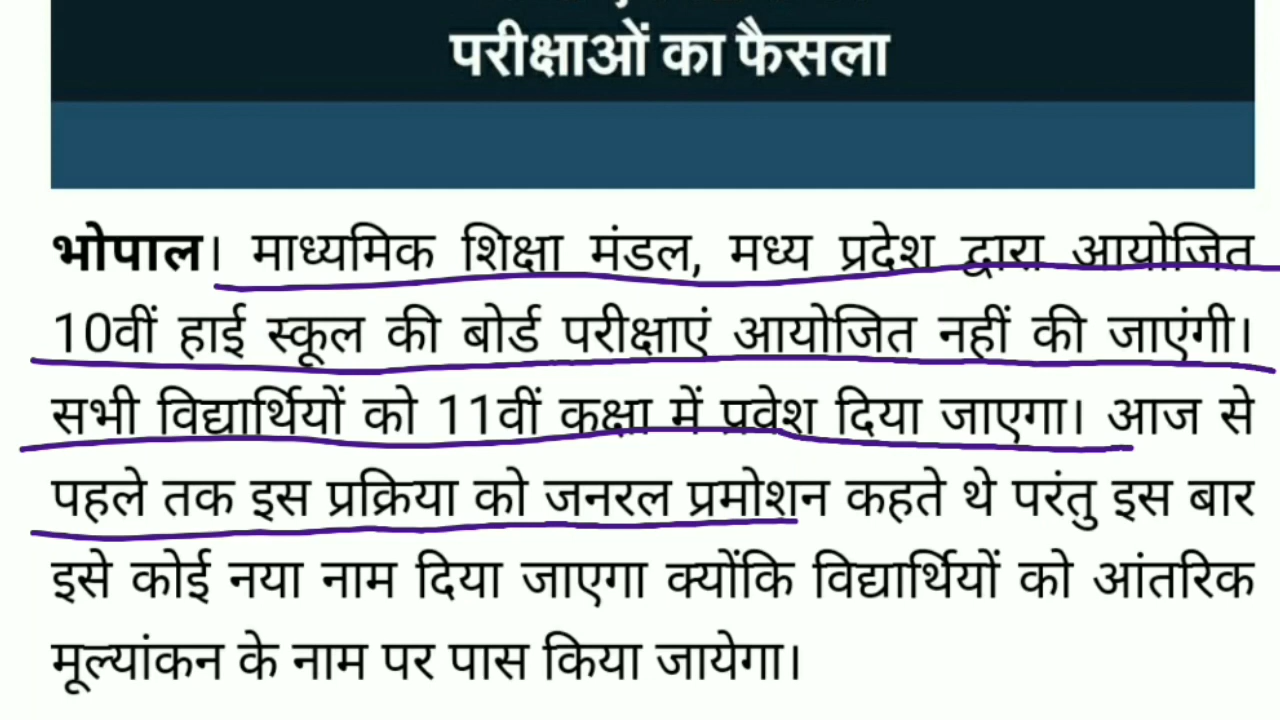 परीक्षाओं का फैसला
भोपाल। माध्यमिक शिक्षा मंडल, मध्य प्रदेश द्वारा आयोजित
10वीं हाई स्कूल की बोर्ड परीक्षाएं आयोजित नहीं की जाएंगी।
सभी विद्यार्थियों को 11वीं कक्षा में प्रवेश दिया जाएगा। आज से
पहले तक इस प्रक्रिया को जनरल प्रमोशन कहते थे परंतु इस बार
इसे कोई नया नाम दिया जाएगा क्योंकि विद्यार्थियों को आंतरिक
मूल्यांकन के नाम पर पास किया जायेगा।